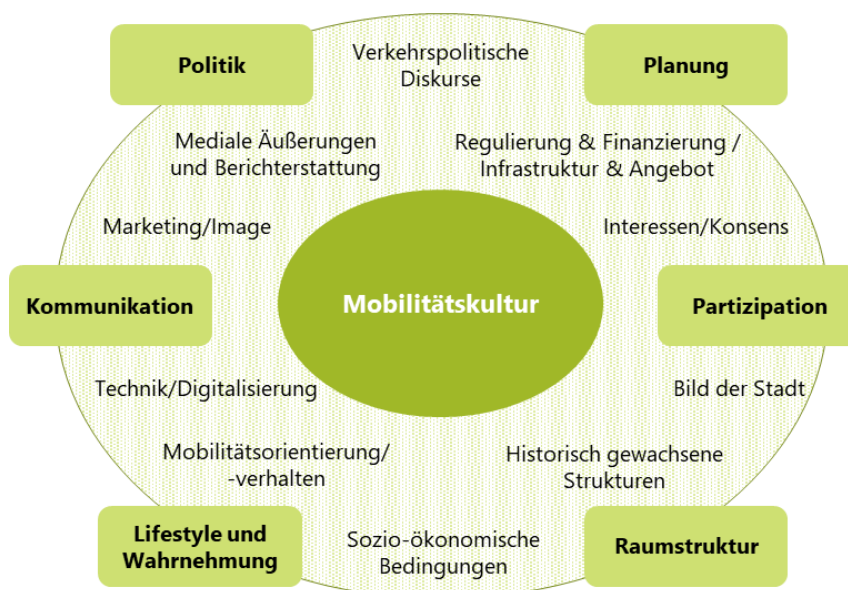 Politik
Verkehrspolitische
Diskurse
Planung
Mediale Äußerungen
und Berichterstattung
Regulierung & Finanzierung /
Infrastruktur & Angebot
Marketing/Image
Interessen/Konsens
Kommunikation
Mobilitätskultur
Partizipation
Technik/Digitalisierung
Bild der Stadt
Mobilitätsorientierung/
-verhalten
Historisch gewachsene
Strukturen
Lifestyle und
Wahrnehmung
Sozio-ökonomische
Bedingungen
Raumstruktur